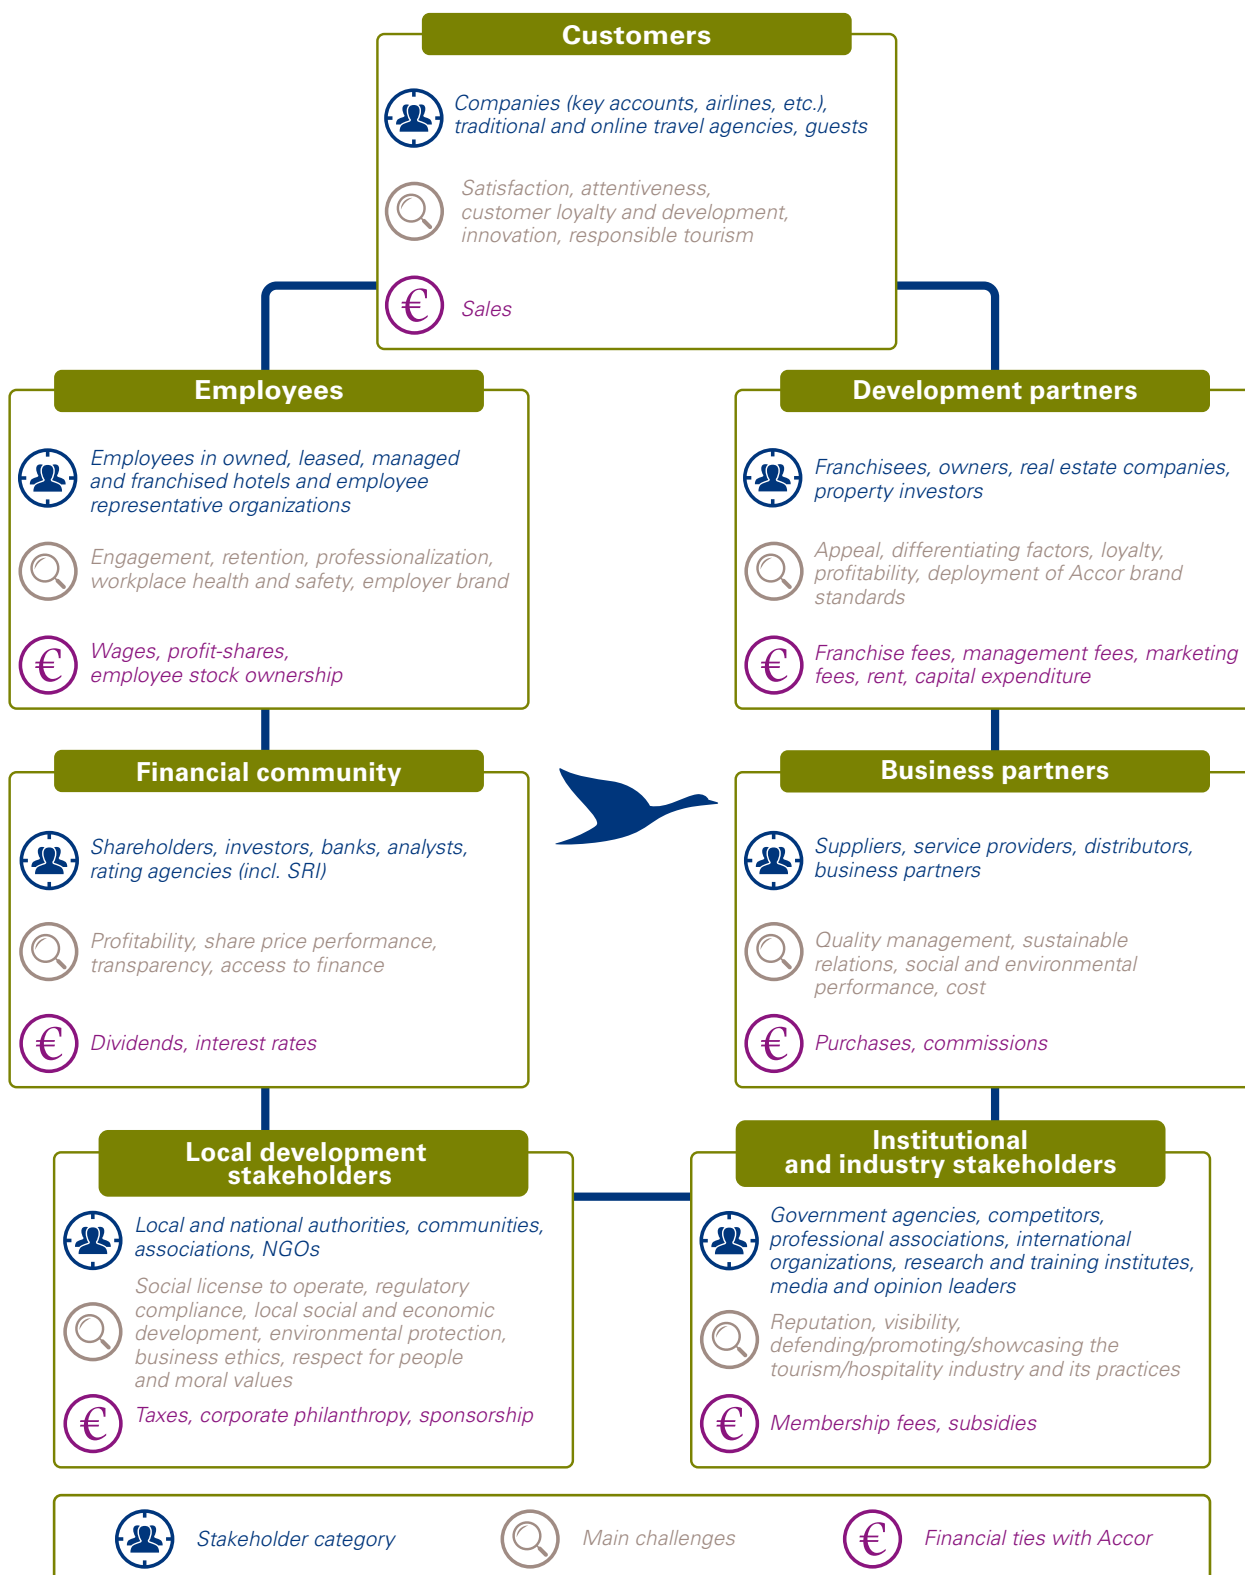 Customers
Companies (key accounts, airlines, etc.),
traditional and online travel agencies, guests
Satisfaction, attentiveness,
customer loyalty and development,
innovation, responsible tourism
€ Sales
Employees
Employees in owned, leased, managed
and franchised hotels and employee
representative organizations
Engagement, retention, professionalization,
workplace health and safety, employer brand
€ Wages, profit-shares,
employee stock ownership
Development partners
Franchisees, owners, real estate companies,
property investors
Appeal, differentiating factors, loyalty,
profitability, deployment of Accor brand
standards
€ Franchise fees, management fees, marketing
fees, rent, capital expenditure
Financial community
Shareholders, investors, banks, analysts,
rating agencies (incl. SRI)
Profitability, share price performance,
transparency, access to finance
€ Dividends, interest rates
Business partners
Suppliers, service providers, distributors,
business partners
Quality management, sustainable
relations, social and environmental
performance, cost
€ Purchases, commissions
Local development
stakeholders
Local and national authorities, communities,
associations, NGOs
Social license to operate, regulatory
compliance, local social and economic
development, environmental protection,
business ethics, respect for people
and moral values
€ Taxes, corporate philanthropy, sponsorship
Institutional
and industry stakeholders
Government agencies, competitors,
professional associations, international
organizations, research and training institutes,
media and opinion leaders
Reputation, visibility,
defending/promoting/showcasing the
tourism/hospitality industry and its practices
€ Membership fees, subsidies
Stakeholder category
Main challenges
€ Financial ties with Accor